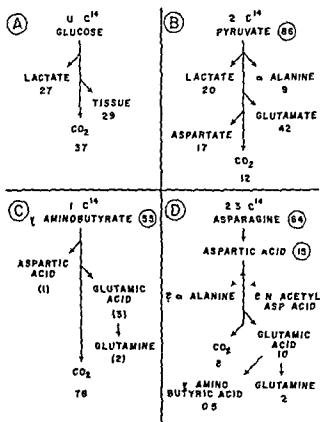 A
U C14
GLUCOSE
LACTATE
27
TISSUE
29
CO2
37
B
2 C14
PYRUVATE 86
LACTATE
20
α ALANINE
9
GLUTAMATE
42
ASPARTATE
17
CO2
12
C
1 C14
γ AMINOBUTYRATE 55
ASPARTIC
ACID
(1)
GLUTAMIC
ACID
(3)
GLUTAMINE
(2)
CO2
76
D
2 3 C14
ASPARAGINE 64
ASPARTIC ACID 15
? α ALANINE
? N ACETYL
ASP ACID
CO2
8
GLUTAMIC
ACID
10
γ AMINO
BUTYRIC ACID
0.5
GLUTAMINE
2